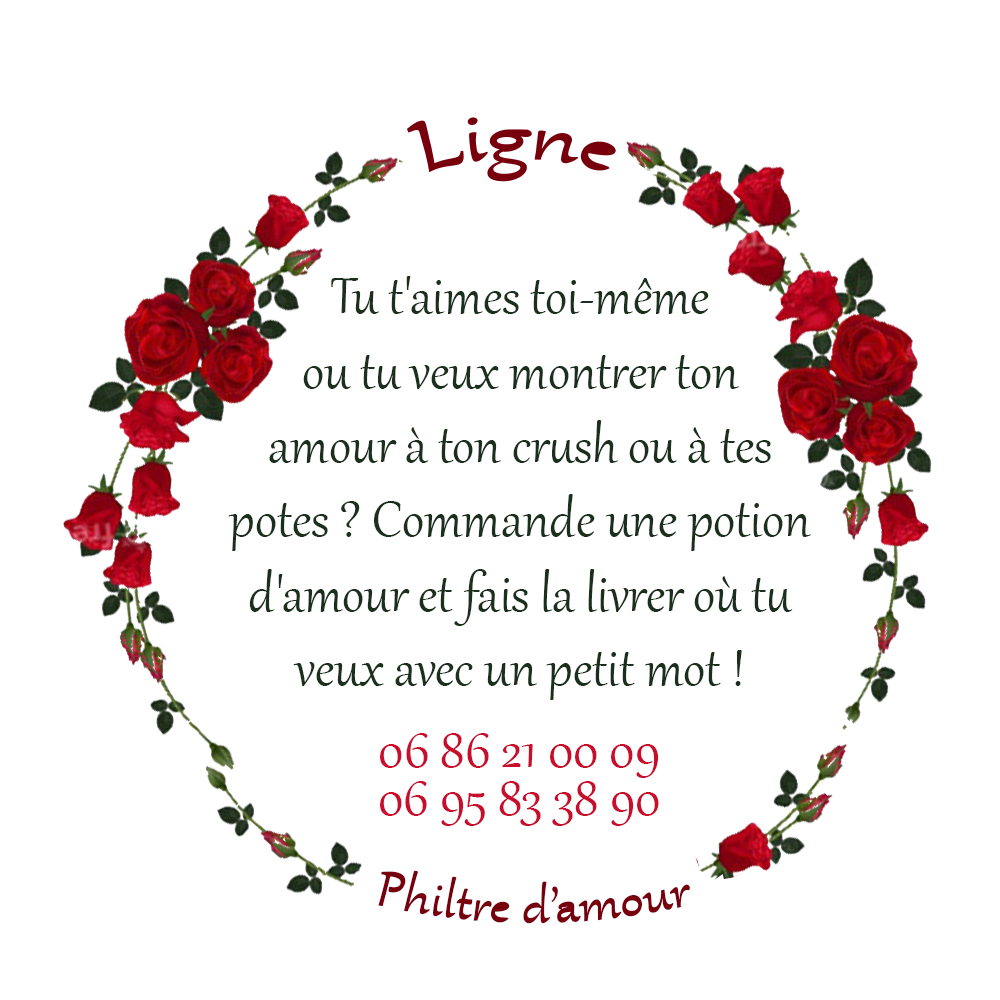 Ligne
Tu t'aimes toi-même
ou tu veux montrer ton
amour à ton crush ou à tes
potes ? Commande une potion
d'amour et fais la livrer où tu
veux avec un petit mot !
06 86 21 00 09
06 95 83 38 90
Philtre d’amour